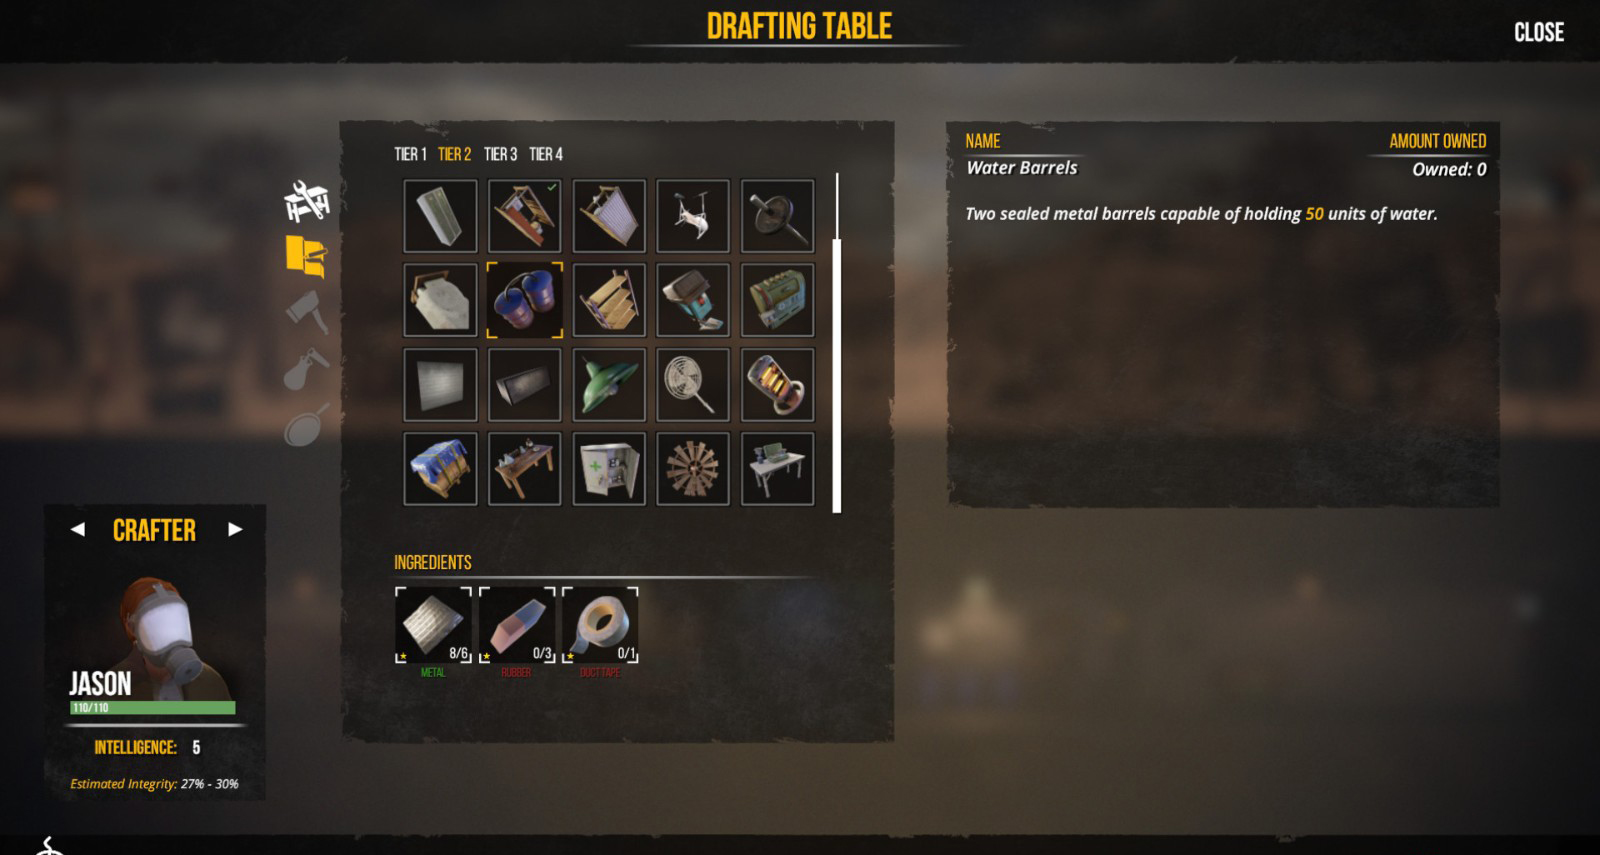 DRAFTING TABLE
CLOSE
TIER 1 TIER 2 TIER 3 TIER 4
NAME
AMOUNT OWNED
Water Barrels
Owned: 0
Two sealed metal barrels capable of holding 50 units of water.
CRAFTER
JASON
110/110
INTELLIGENCE: 5
Estimated Integrity: 27% - 30%
INGREDIENTS
8/6
0/3
0/1
METAL
RUBBER
DUCT TAPE